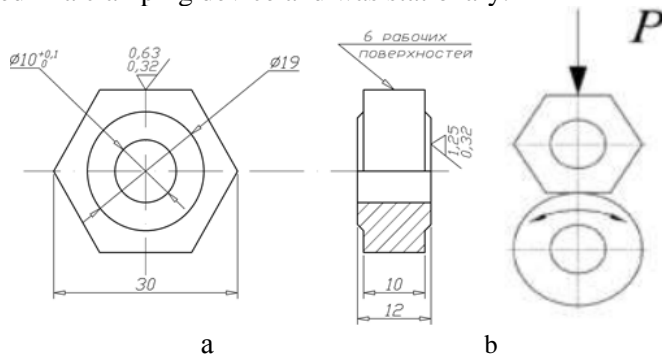 0,63
0,32
Ø10⁺⁰,¹₀
Ø19
30
6 рабочих
поверхностей
1,25
0,32
10
12
P
a
b